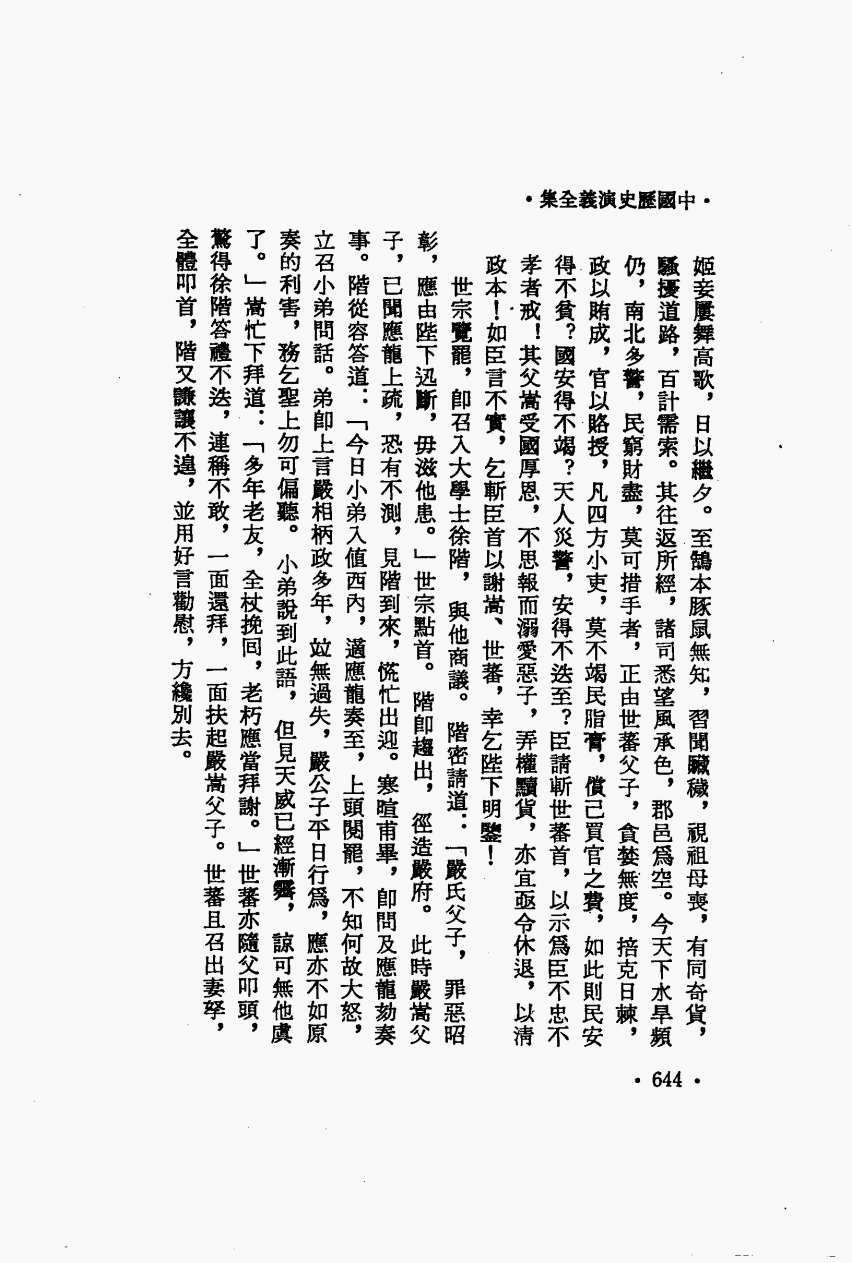 ·中國歷史演義全集·
姬妾屢舞高歌，日以繼夕。至鵠本豚鼠無知，習聞贓穢，視祖母喪，有同奇貨，
騷擾道路，百計需索。其往返所經，諸司悉望風承色，郡邑爲空。今天下水旱頻
仍，南北多警，民窮財盡，莫可措手者，正由世蕃父子，貪婪無度，掊克日棘，
政以賄成，官以賂授，凡四方小吏，莫不竭民脂膏，償己買官之費，如此則民安
得不貧？國安得不竭？天人災警，安得不迭至？臣請斬世蕃首，以示爲臣不忠不
孝者戒！其父嵩受國厚恩，不思報而溺愛惡子，弄權黷貨，亦宜亟令休退，以清
政本！如臣言不實，乞斬臣首以謝嵩、世蕃，幸乞陛下明鑒！
世宗覽罷，卽召入大學士徐階，與他商議。階密請道：「嚴氏父子，罪惡昭
彰，應由陛下迅斷，毋滋他患。」世宗點首。階卽趨出，徑造嚴府。此時嚴嵩父
子，已聞應龍上疏，恐有不測，見階到來，慌忙出迎。寒暄甫畢，卽問及應龍劾奏
事。階從容答道：「今日小弟入値西內，適應龍奏至，上頭閱罷，不知何故大怒，
立召小弟問話。弟卽上言嚴相柄政多年，竝無過失，嚴公子平日行爲，應亦不如原
奏的利害，務乞聖上勿可偏聽。小弟說到此語，但見天威已經漸霽，諒可無他虞
了。」嵩忙下拜道：「多年老友，全杖挽回，老朽應當拜謝。」世蕃亦隨父叩頭，
驚得徐階答禮不迭，連稱不敢，一面還拜，一面扶起嚴嵩父子。世蕃且召出妻孥，
全體叩首，階又謙讓不遑，並用好言勸慰，方纔別去。
·644·